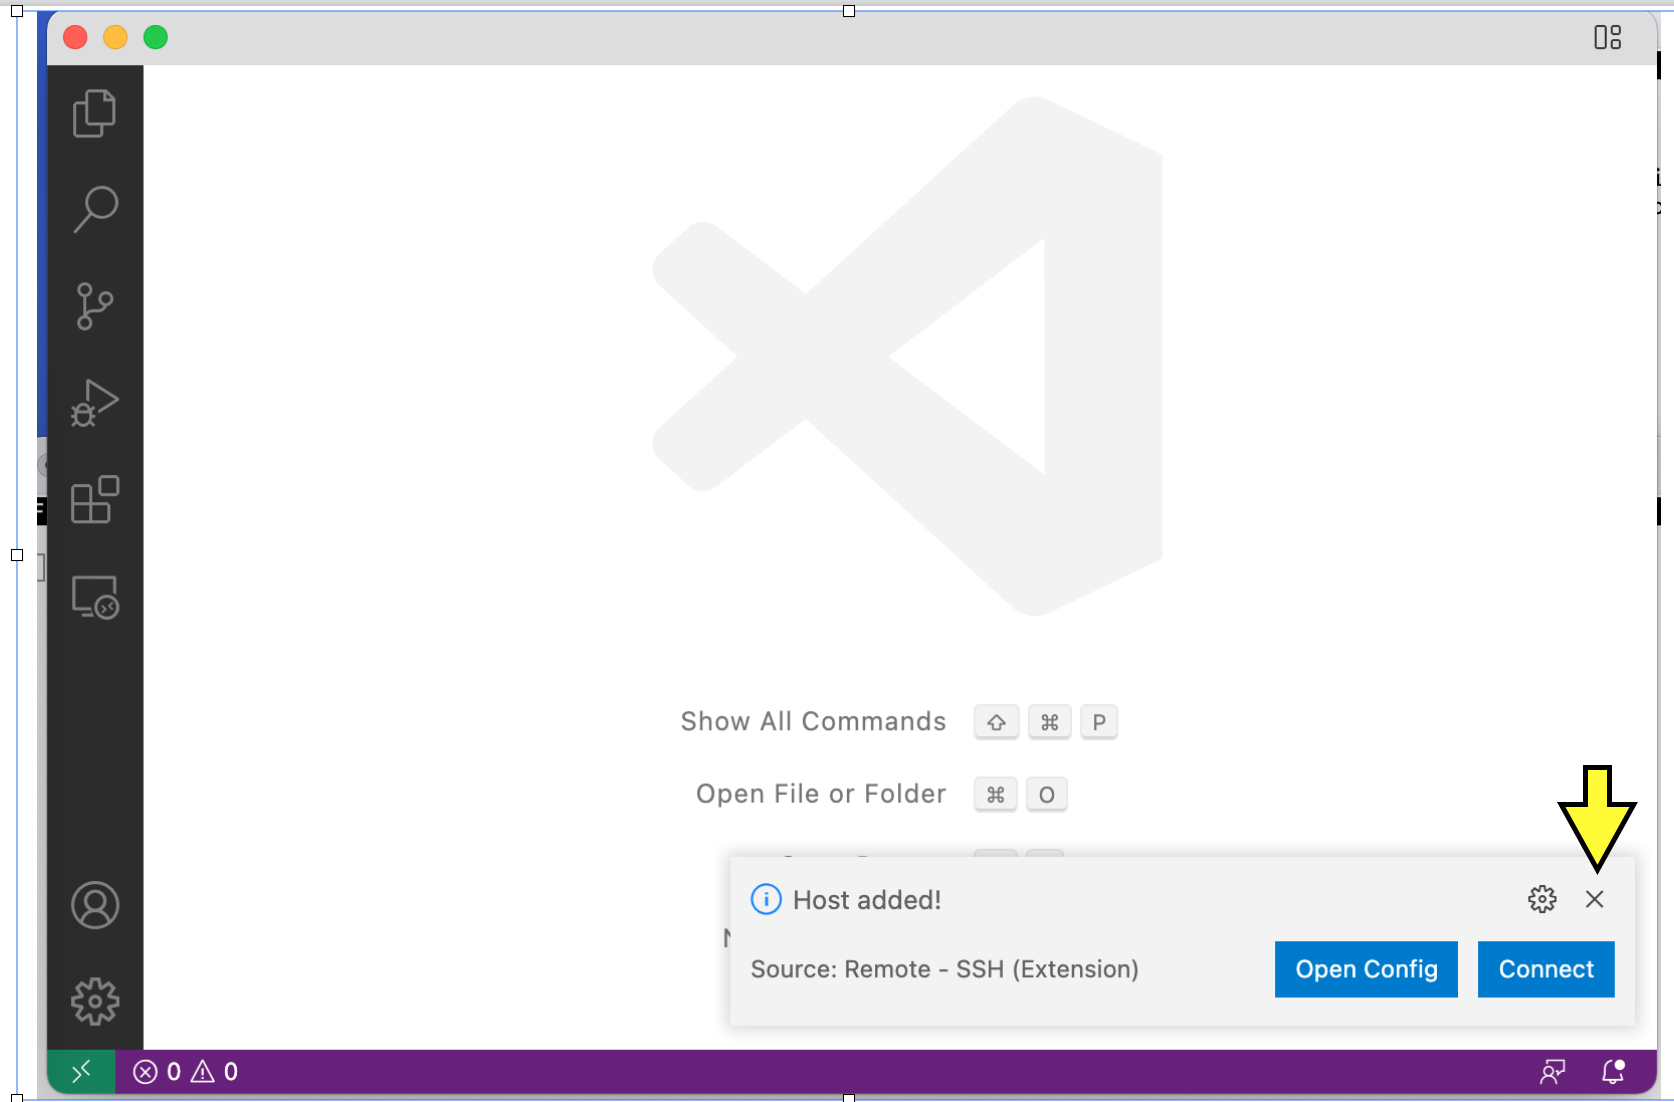 Show All Commands ⇧ ⌘ P
Open File or Folder ⌘ O
Host added!
Source: Remote - SSH (Extension)
Open Config
Connect
0 0